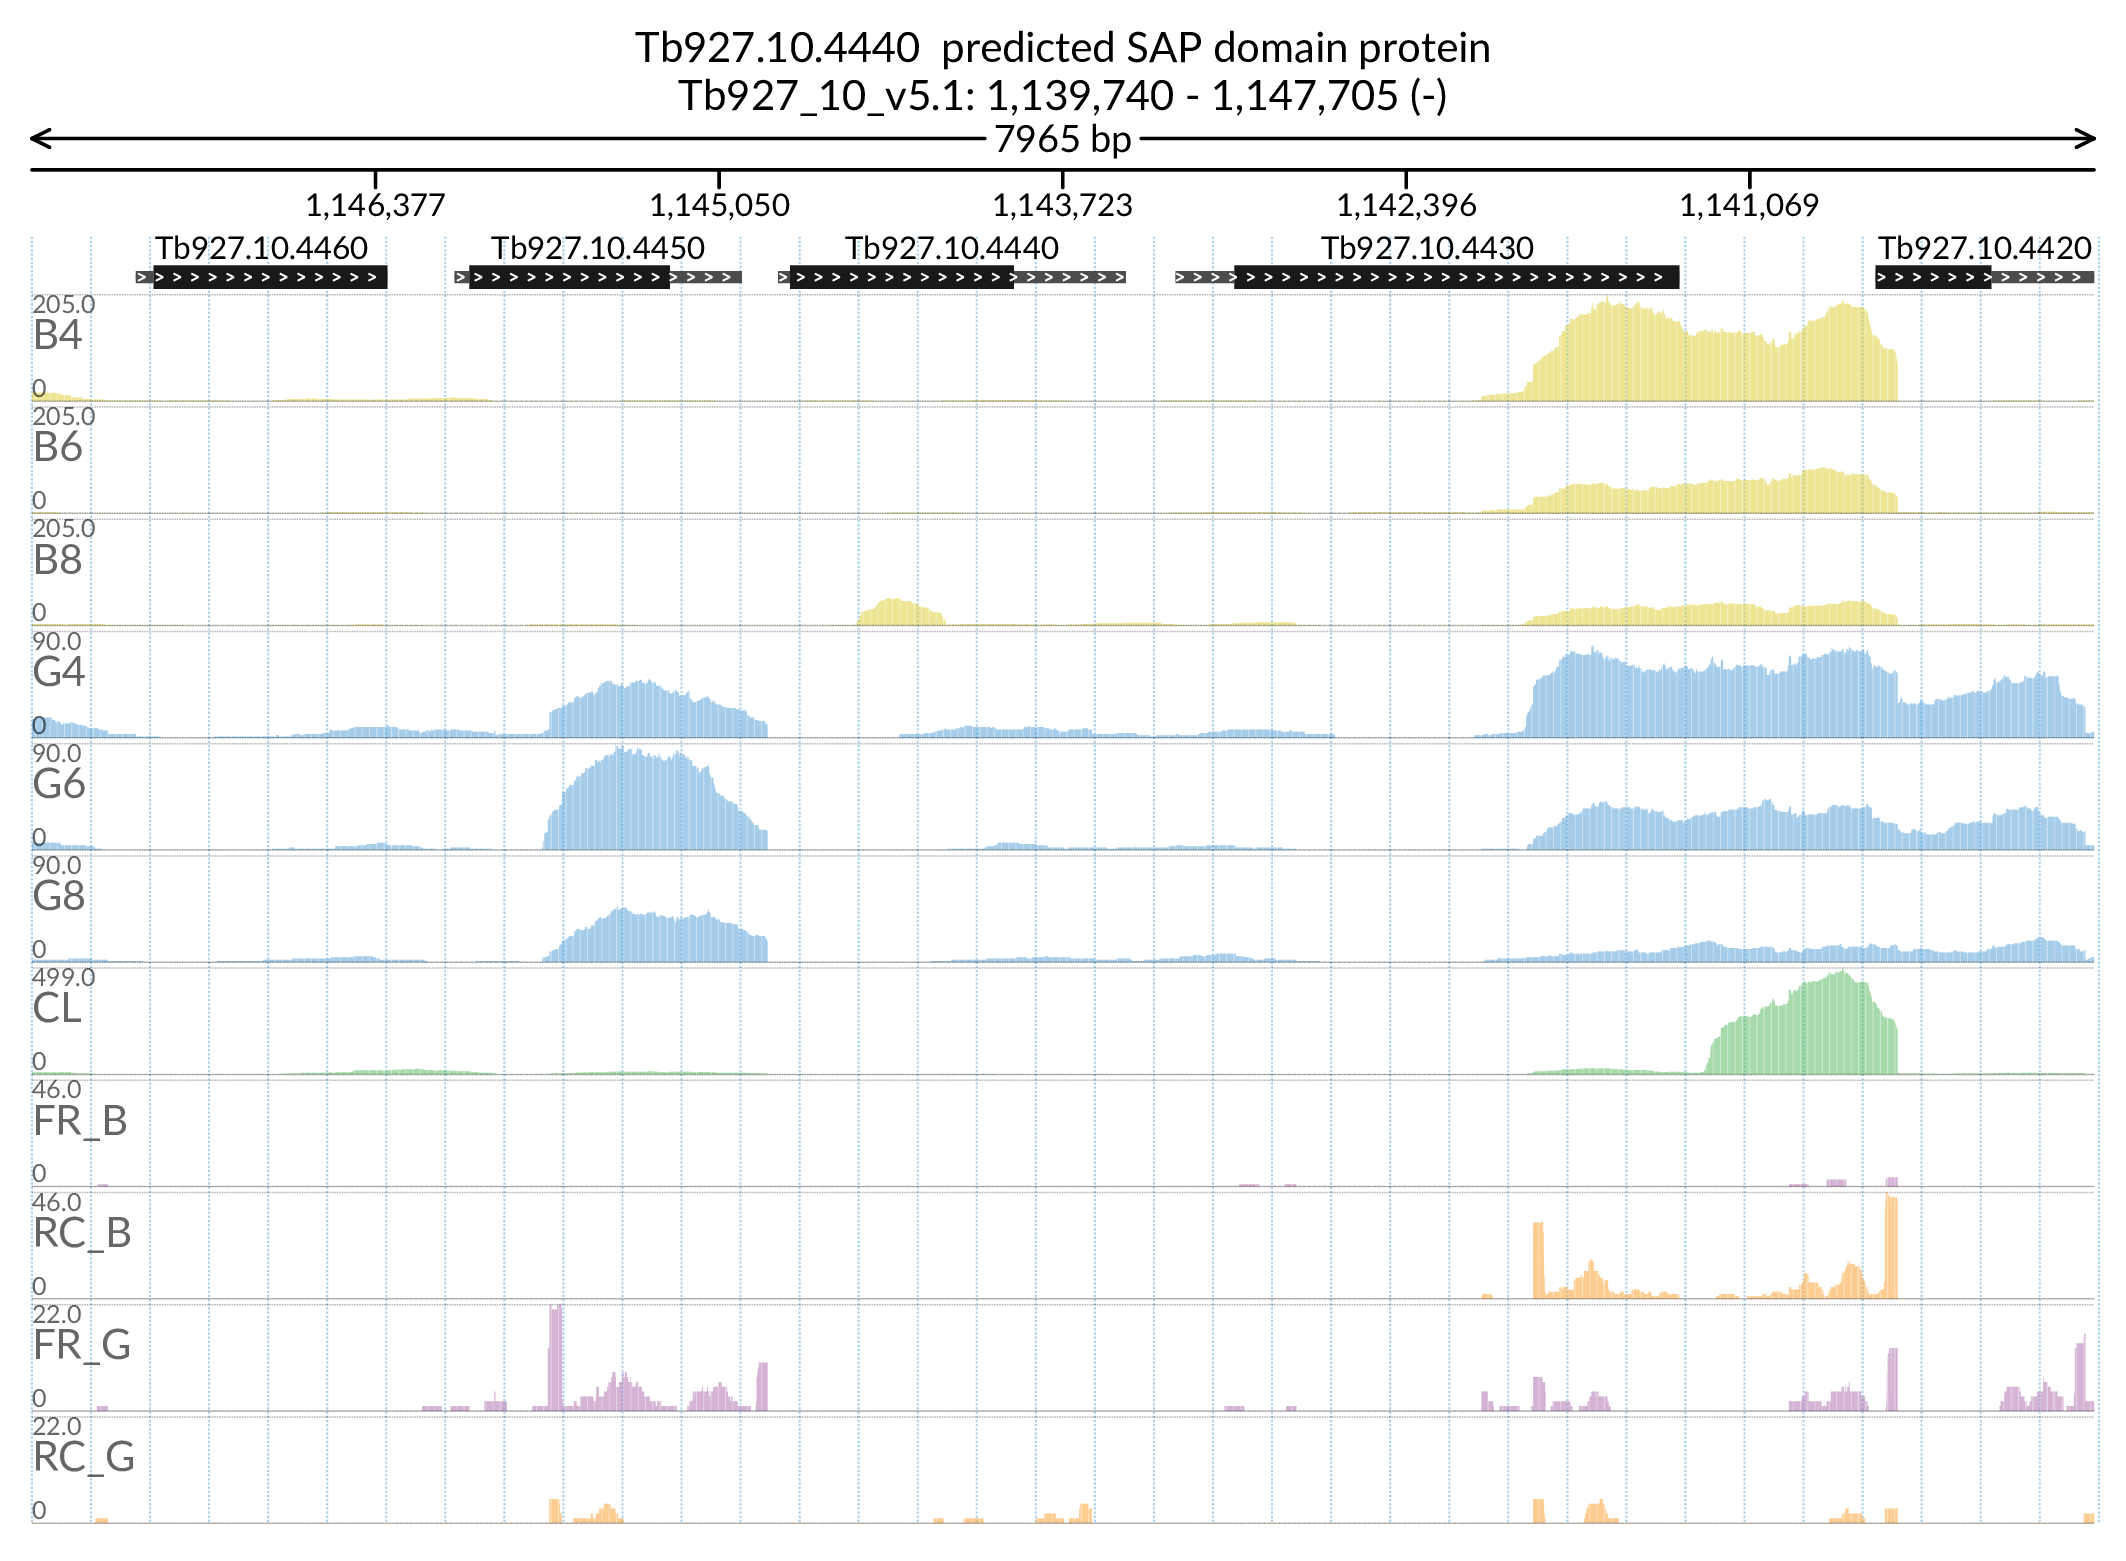 Tb927.10.4440  predicted SAP domain protein
Tb927_10_v5.1: 1,139,740 - 1,147,705 (-)
7965 bp
1,146,377 1,145,050 1,143,723 1,142,396 1,141,069
Tb927.10.4460 Tb927.10.4450 Tb927.10.4440 Tb927.10.4430 Tb927.10.4420
205.0
B4
0
205.0
B6
0
205.0
B8
0
90.0
G4
0
90.0
G6
0
90.0
G8
0
499.0
CL
0
46.0
FR_B
0
46.0
RC_B
0
22.0
FR_G
0
22.0
RC_G
0